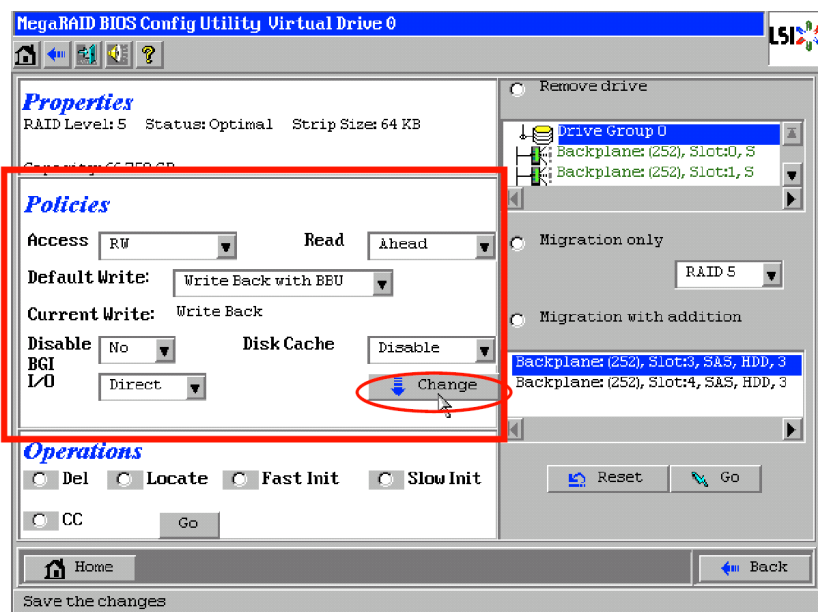 MegaRAID BIOS Config Utility Virtual Drive 0
LSI
Properties
RAID Level: 5 Status: Optimal Strip Size: 64 KB
Policies
Access RW Read Ahead
Default Write: Write Back with BBU
Current Write: Write Back
Disable BGI No Disk Cache Disable
I/O Direct Change
Operations
Del Locate Fast Init Slow Init
CC Go
Remove drive
Drive Group 0
Backplane: (252), Slot:0, S
Backplane: (252), Slot:1, S
Migration only
RAID 5
Migration with addition
Backplane: (252), Slot:3, SAS, HDD, 3
Backplane: (252), Slot:4, SAS, HDD, 3
Reset Go
Home Back
Save the changes